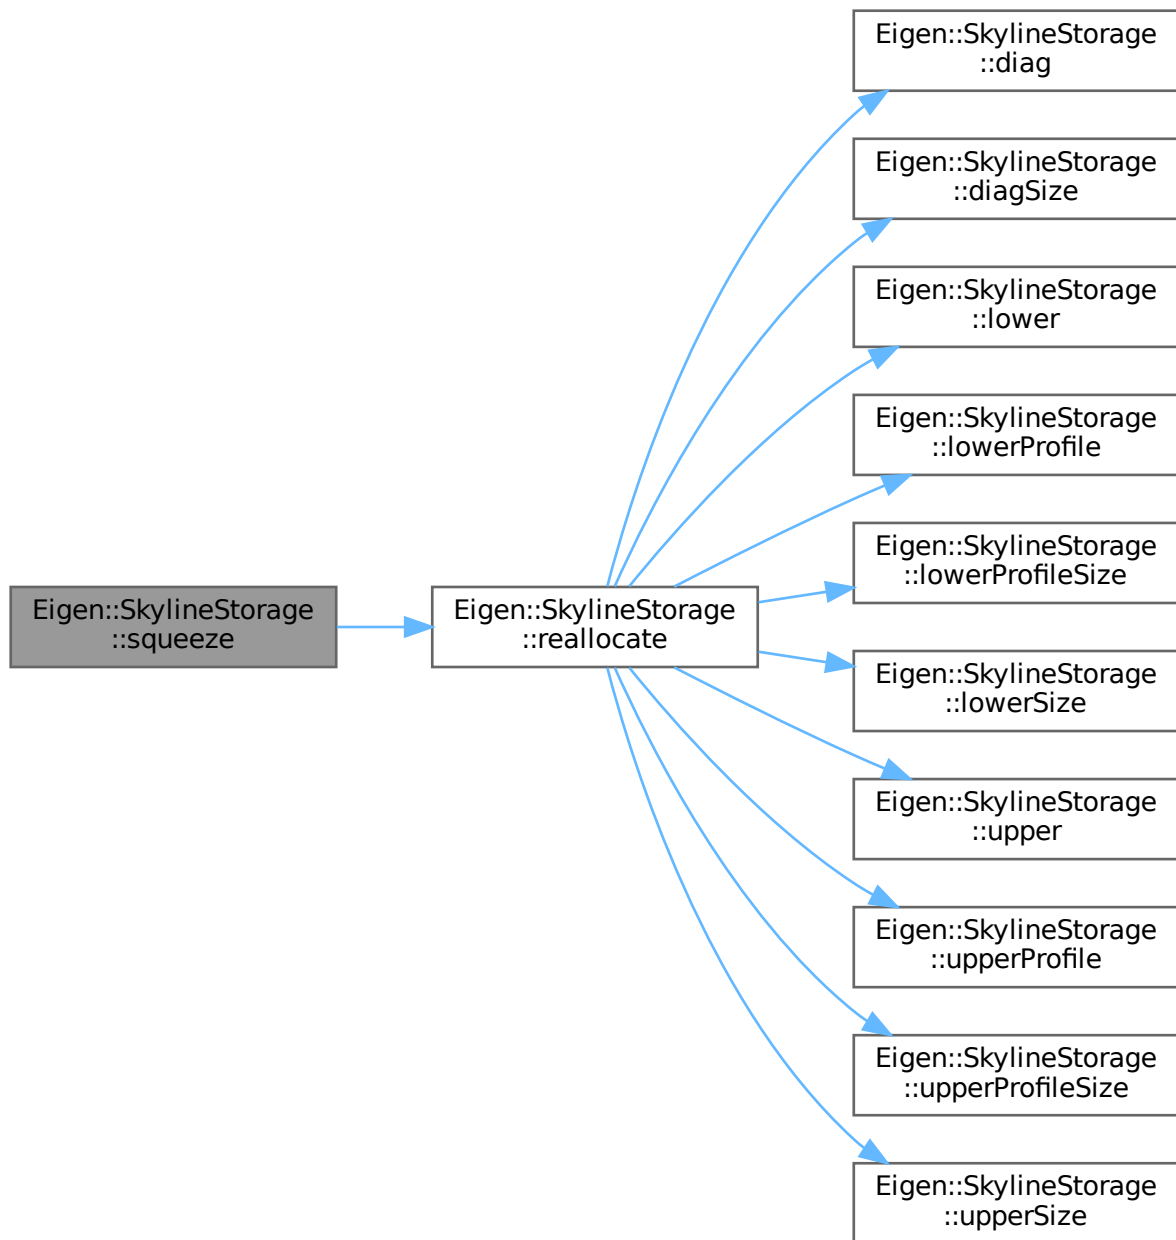 Eigen::SkylineStorage
::squeeze
Eigen::SkylineStorage
::reallocate
Eigen::SkylineStorage
::diag
Eigen::SkylineStorage
::diagSize
Eigen::SkylineStorage
::lower
Eigen::SkylineStorage
::lowerProfile
Eigen::SkylineStorage
::lowerProfileSize
Eigen::SkylineStorage
::lowerSize
Eigen::SkylineStorage
::upper
Eigen::SkylineStorage
::upperProfile
Eigen::SkylineStorage
::upperProfileSize
Eigen::SkylineStorage
::upperSize